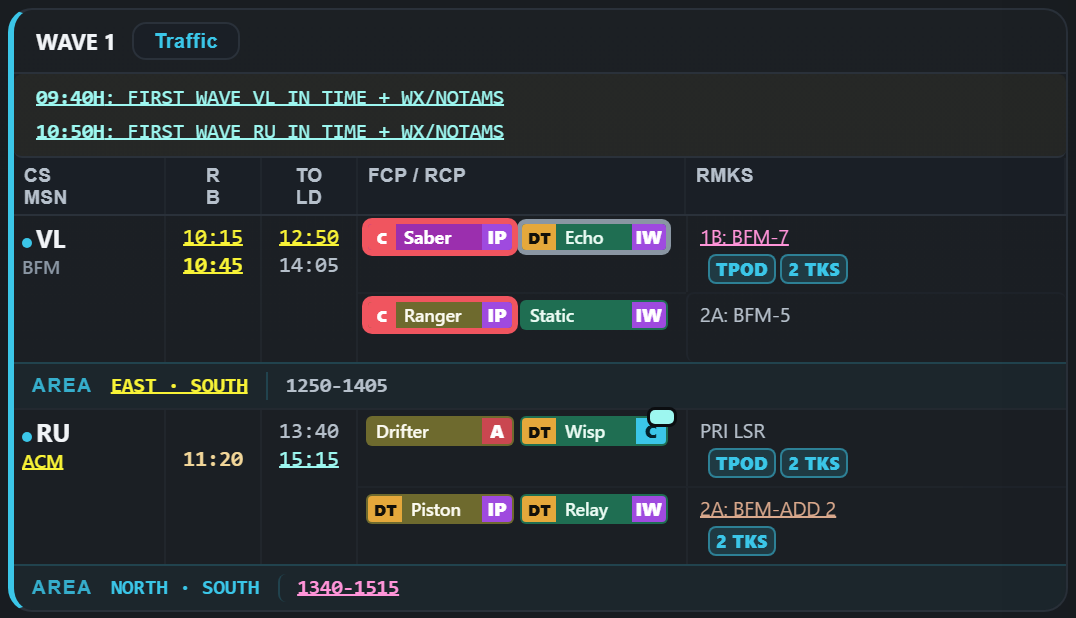 WAVE 1 Traffic
09:40H: FIRST WAVE VL IN TIME + WX/NOTAMS
10:50H: FIRST WAVE RU IN TIME + WX/NOTAMS
CS R TO FCP / RCP RMKS
MSN B LD
VL 10:15 12:50 C Saber IP DT Echo IW 1B: BFM-7
BFM 10:45 14:05 TPOD 2 TKS
C Ranger IP Static IW 2A: BFM-5
AREA EAST · SOUTH 1250-1405
RU 13:40 Drifter A DT Wisp C PRI LSR
ACM 11:20 15:15 TPOD 2 TKS
DT Piston IP DT Relay IW 2A: BFM-ADD 2
2 TKS
AREA NORTH · SOUTH 1340-1515